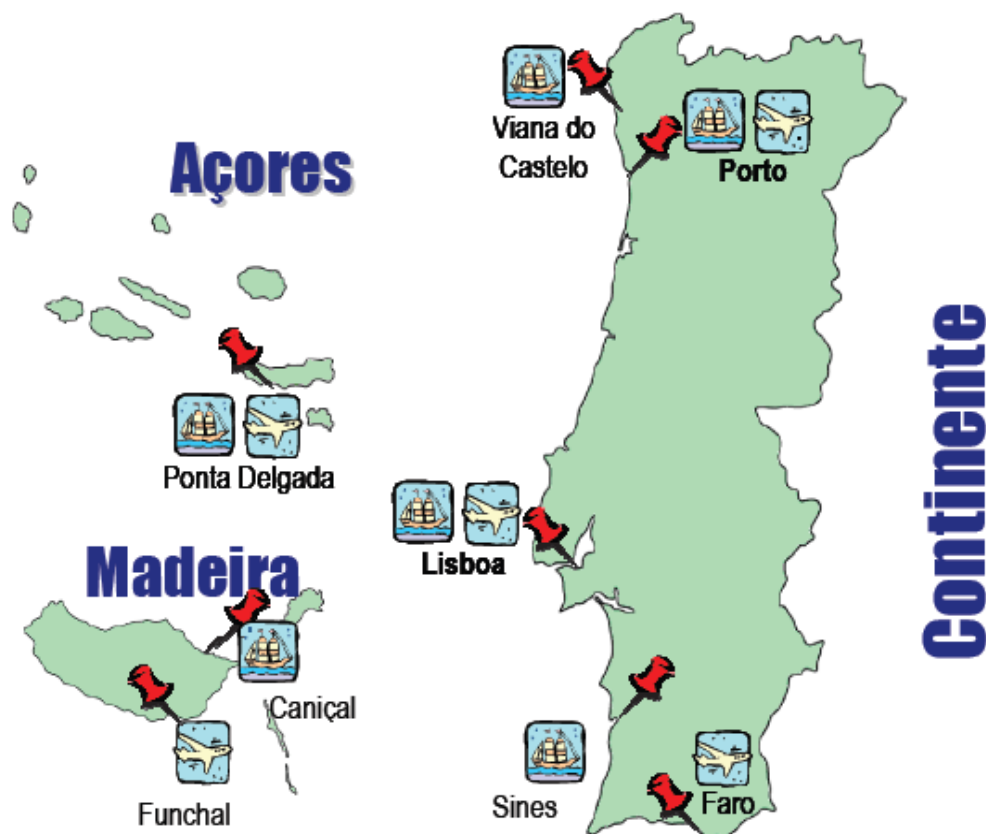 Viana do
Castelo
Porto
Açores
Ponta Delgada
Lisboa
Continente
Madeira
Caniçal
Funchal
Sines
Faro